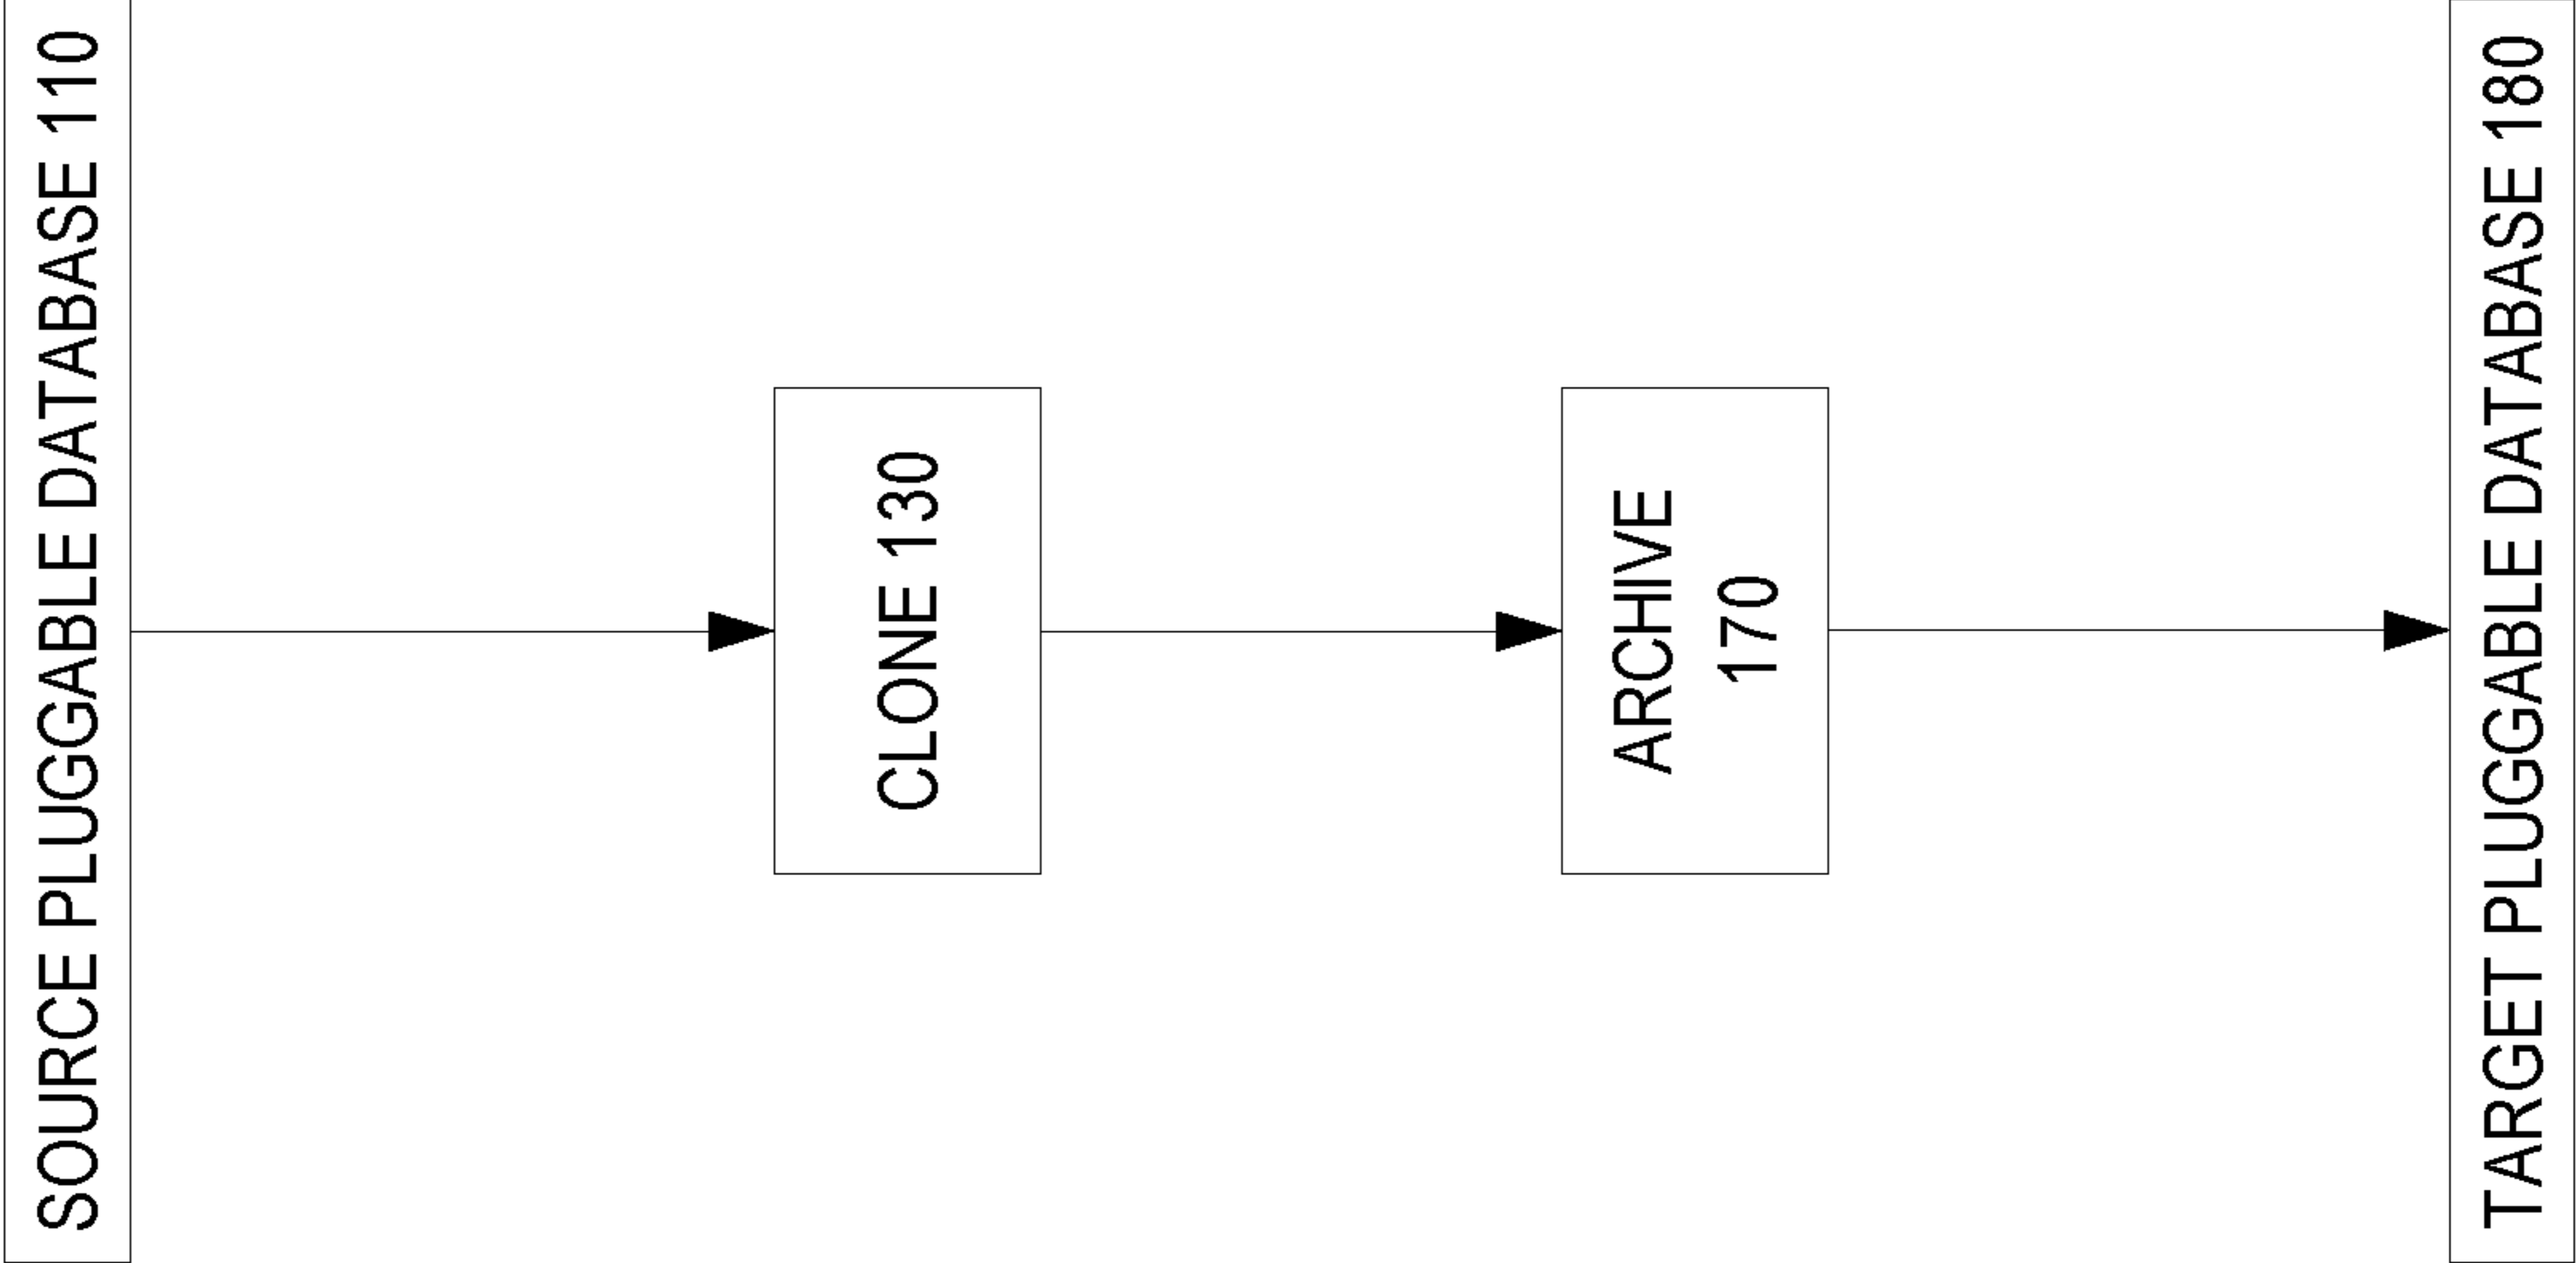 SOURCE PLUGGABLE DATABASE 110
CLONE 130
ARCHIVE
170
TARGET PLUGGABLE DATABASE 180